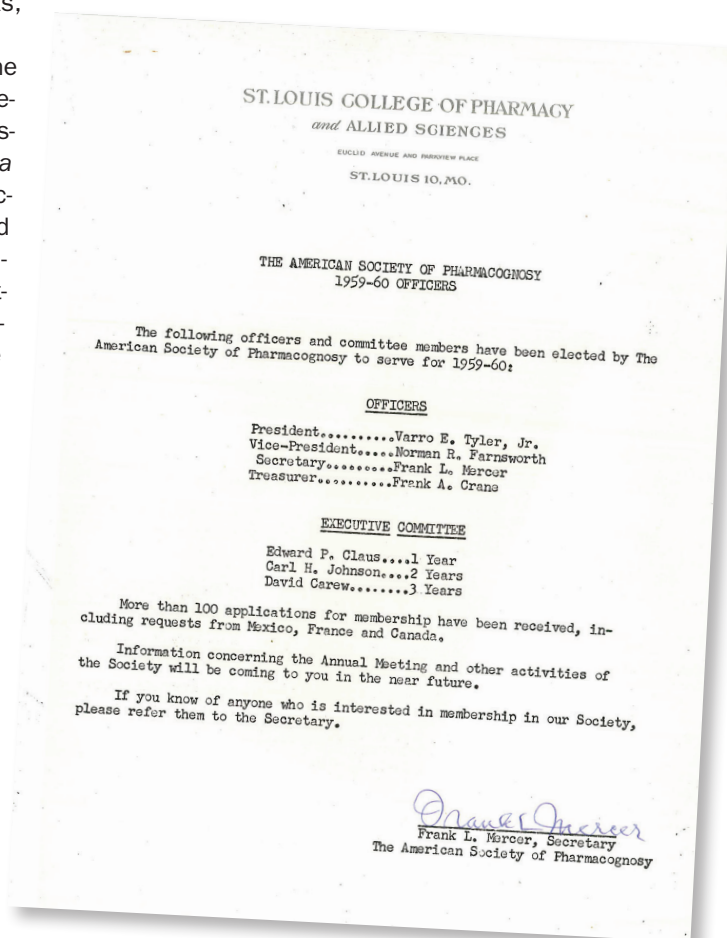 s,
ne
e-
s-
a
c-
d
-
t-
-
ST. LOUIS COLLEGE OF PHARMACY
and ALLIED SCIENCES
EUCLID AVENUE AND PARKVIEW PLACE
ST. LOUIS 10, MO.
THE AMERICAN SOCIETY OF PHARMACOGNOSY
1959-60 OFFICERS
The following officers and committee members have been elected by The
American Society of Pharmacognosy to serve for 1959-60:
OFFICERS
President..........Varro E. Tyler, Jr.
Vice-President.....Norman R. Farnsworth
Secretary.........Frank L. Mercer
Treasurer..........Frank A. Crane
EXECUTIVE COMMITTEE
Edward P. Claus....1 Year
Carl H. Johnson....2 Years
David Carew........3 Years
More than 100 applications for membership have been received, in-
cluding requests from Mexico, France and Canada.
Information concerning the Annual Meeting and other activities of
the Society will be coming to you in the near future.
If you know of anyone who is interested in membership in our Society,
please refer them to the Secretary.
Frank L Mercer
Frank L. Mercer, Secretary
The American Society of Pharmacognosy